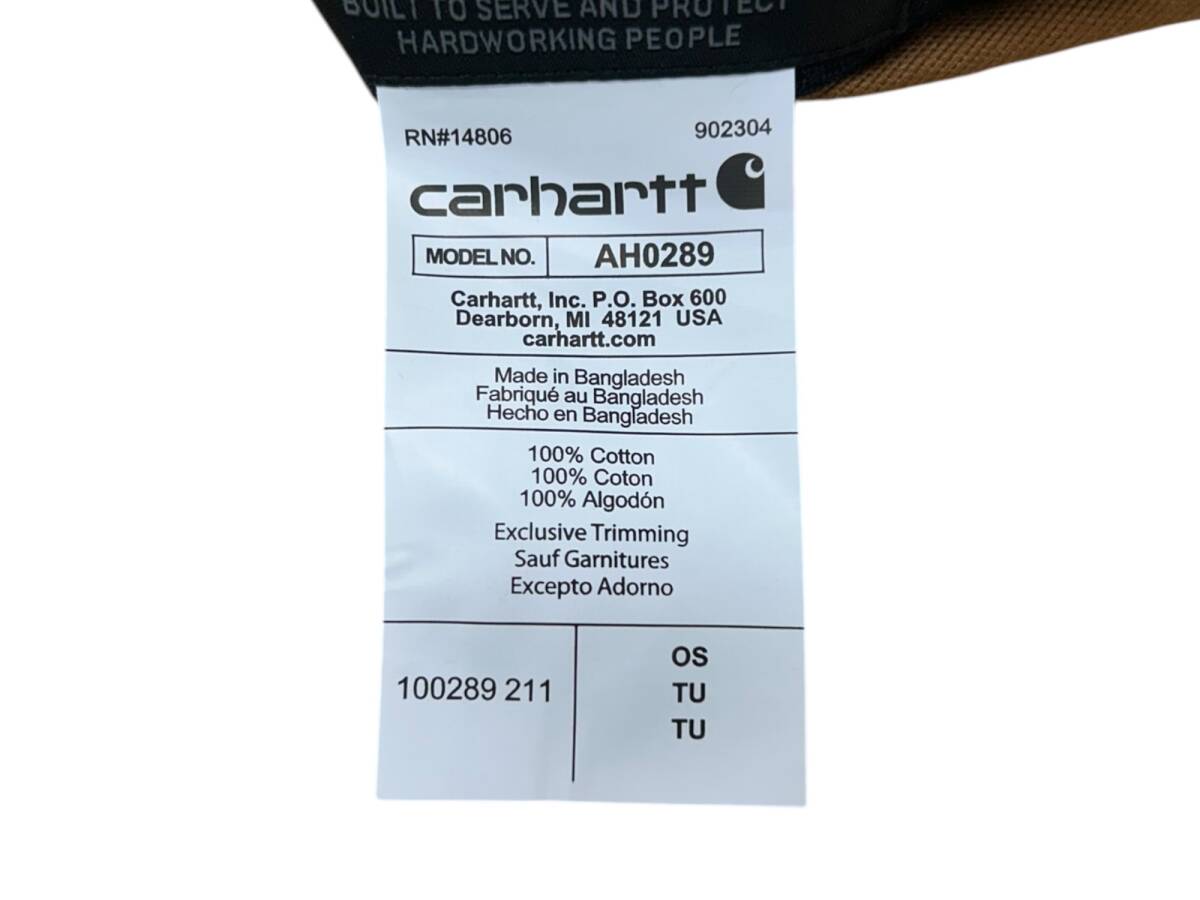 BUILT TO SERVE AND PROTECT
HARDWORKING PEOPLE
RN#14806 902304
carhartt
MODEL NO. AH0289
Carhartt, Inc. P.O. Box 600
Dearborn, MI 48121 USA
carhartt.com
Made in Bangladesh
Fabriqué au Bangladesh
Hecho en Bangladesh
100% Cotton
100% Coton
100% Algodón
Exclusive Trimming
Sauf Garnitures
Excepto Adorno
100289 211
OS
TU
TU